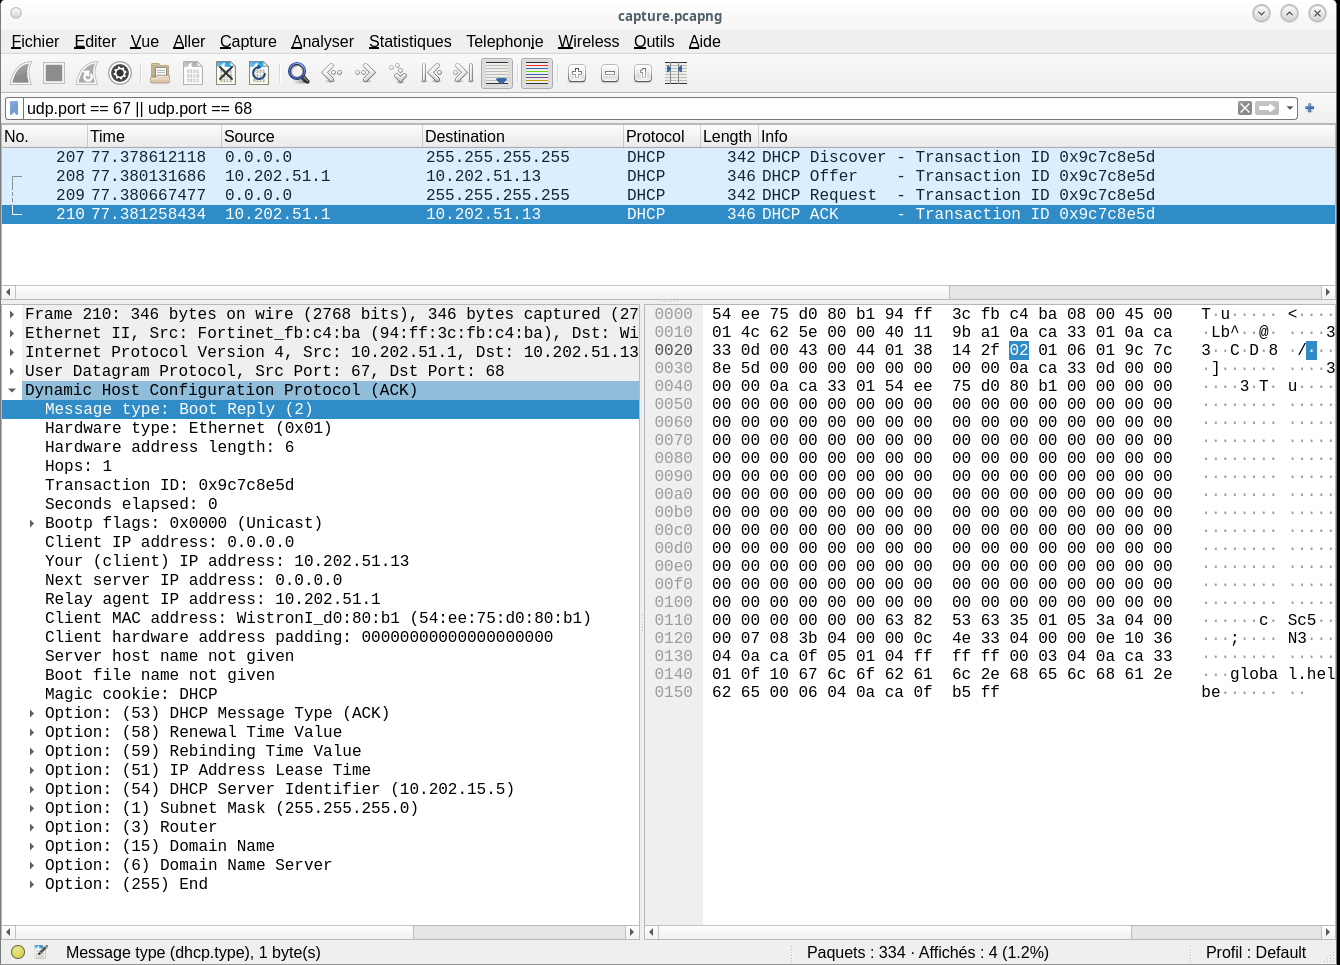 capture.pcapng
Fichier Editer Vue Aller Capture Analyser Statistiques Telephonje Wireless Outils Aide
udp.port == 67 || udp.port == 68
No. Time Source Destination Protocol Length Info
207 77.378612118 0.0.0.0 255.255.255.255 DHCP 342 DHCP Discover - Transaction ID 0x9c7c8e5d
208 77.380131686 10.202.51.1 10.202.51.13 DHCP 346 DHCP Offer - Transaction ID 0x9c7c8e5d
209 77.380667477 0.0.0.0 255.255.255.255 DHCP 342 DHCP Request - Transaction ID 0x9c7c8e5d
210 77.381258434 10.202.51.1 10.202.51.13 DHCP 346 DHCP ACK - Transaction ID 0x9c7c8e5d
Frame 210: 346 bytes on wire (2768 bits), 346 bytes captured (27
Ethernet II, Src: Fortinet_fb:c4:ba (94:ff:3c:fb:c4:ba), Dst: Wi
Internet Protocol Version 4, Src: 10.202.51.1, Dst: 10.202.51.13
User Datagram Protocol, Src Port: 67, Dst Port: 68
Dynamic Host Configuration Protocol (ACK)
Message type: Boot Reply (2)
Hardware type: Ethernet (0x01)
Hardware address length: 6
Hops: 1
Transaction ID: 0x9c7c8e5d
Seconds elapsed: 0
Bootp flags: 0x0000 (Unicast)
Client IP address: 0.0.0.0
Your (client) IP address: 10.202.51.13
Next server IP address: 0.0.0.0
Relay agent IP address: 10.202.51.1
Client MAC address: WistronI_d0:80:b1 (54:ee:75:d0:80:b1)
Client hardware address padding: 00000000000000000000
Server host name not given
Boot file name not given
Magic cookie: DHCP
Option: (53) DHCP Message Type (ACK)
Option: (58) Renewal Time Value
Option: (59) Rebinding Time Value
Option: (51) IP Address Lease Time
Option: (54) DHCP Server Identifier (10.202.15.5)
Option: (1) Subnet Mask (255.255.255.0)
Option: (3) Router
Option: (15) Domain Name
Option: (6) Domain Name Server
Option: (255) End
0000 54 ee 75 d0 80 b1 94 ff 3c fb c4 ba 08 00 45 00 T·u····· <·····E·
0010 01 4c 62 5e 00 00 40 11 9b a1 0a ca 33 01 0a ca ·Lb^··@· ····3
0020 33 0d 00 43 00 44 01 38 14 2f 02 01 06 01 9c 7c 3··C·D·8 ·/··
0030 8e 5d 00 00 00 00 00 00 00 00 0a ca 33 0d 00 00 ·]······ ····3
0040 00 00 0a ca 33 01 54 ee 75 d0 80 b1 00 00 00 00 ····3·T· u···
0050 00 00 00 00 00 00 00 00 00 00 00 00 00 00 00 00 ········ ····
0060 00 00 00 00 00 00 00 00 00 00 00 00 00 00 00 00 ········ ····
0070 00 00 00 00 00 00 00 00 00 00 00 00 00 00 00 00 ········ ····
0080 00 00 00 00 00 00 00 00 00 00 00 00 00 00 00 00 ········ ····
0090 00 00 00 00 00 00 00 00 00 00 00 00 00 00 00 00 ········ ····
00a0 00 00 00 00 00 00 00 00 00 00 00 00 00 00 00 00 ········ ····
00b0 00 00 00 00 00 00 00 00 00 00 00 00 00 00 00 00 ········ ····
00c0 00 00 00 00 00 00 00 00 00 00 00 00 00 00 00 00 ········ ····
00d0 00 00 00 00 00 00 00 00 00 00 00 00 00 00 00 00 ········ ····
00e0 00 00 00 00 00 00 00 00 00 00 00 00 00 00 00 00 ········ ····
00f0 00 00 00 00 00 00 00 00 00 00 00 00 00 00 00 00 ········ ····
0100 00 00 00 00 00 00 00 00 00 00 00 00 00 00 00 00 ········ ····
0110 00 00 00 00 00 00 63 82 53 63 35 01 05 3a 04 00 ······c· Sc5··
0120 00 07 08 3b 04 00 00 0c 4e 33 04 00 00 0e 10 36 ···;···· N3··
0130 04 0a ca 0f 05 01 04 ff ff ff 00 03 04 0a ca 33 ········ ····
0140 01 0f 10 67 6c 6f 62 61 6c 2e 68 65 6c 68 61 2e ···globa l.hel
0150 62 65 00 06 04 0a ca 0f b5 ff be······ ··
Message type (dhcp.type), 1 byte(s) Paquets : 334 · Affichés : 4 (1.2%) Profil : Default